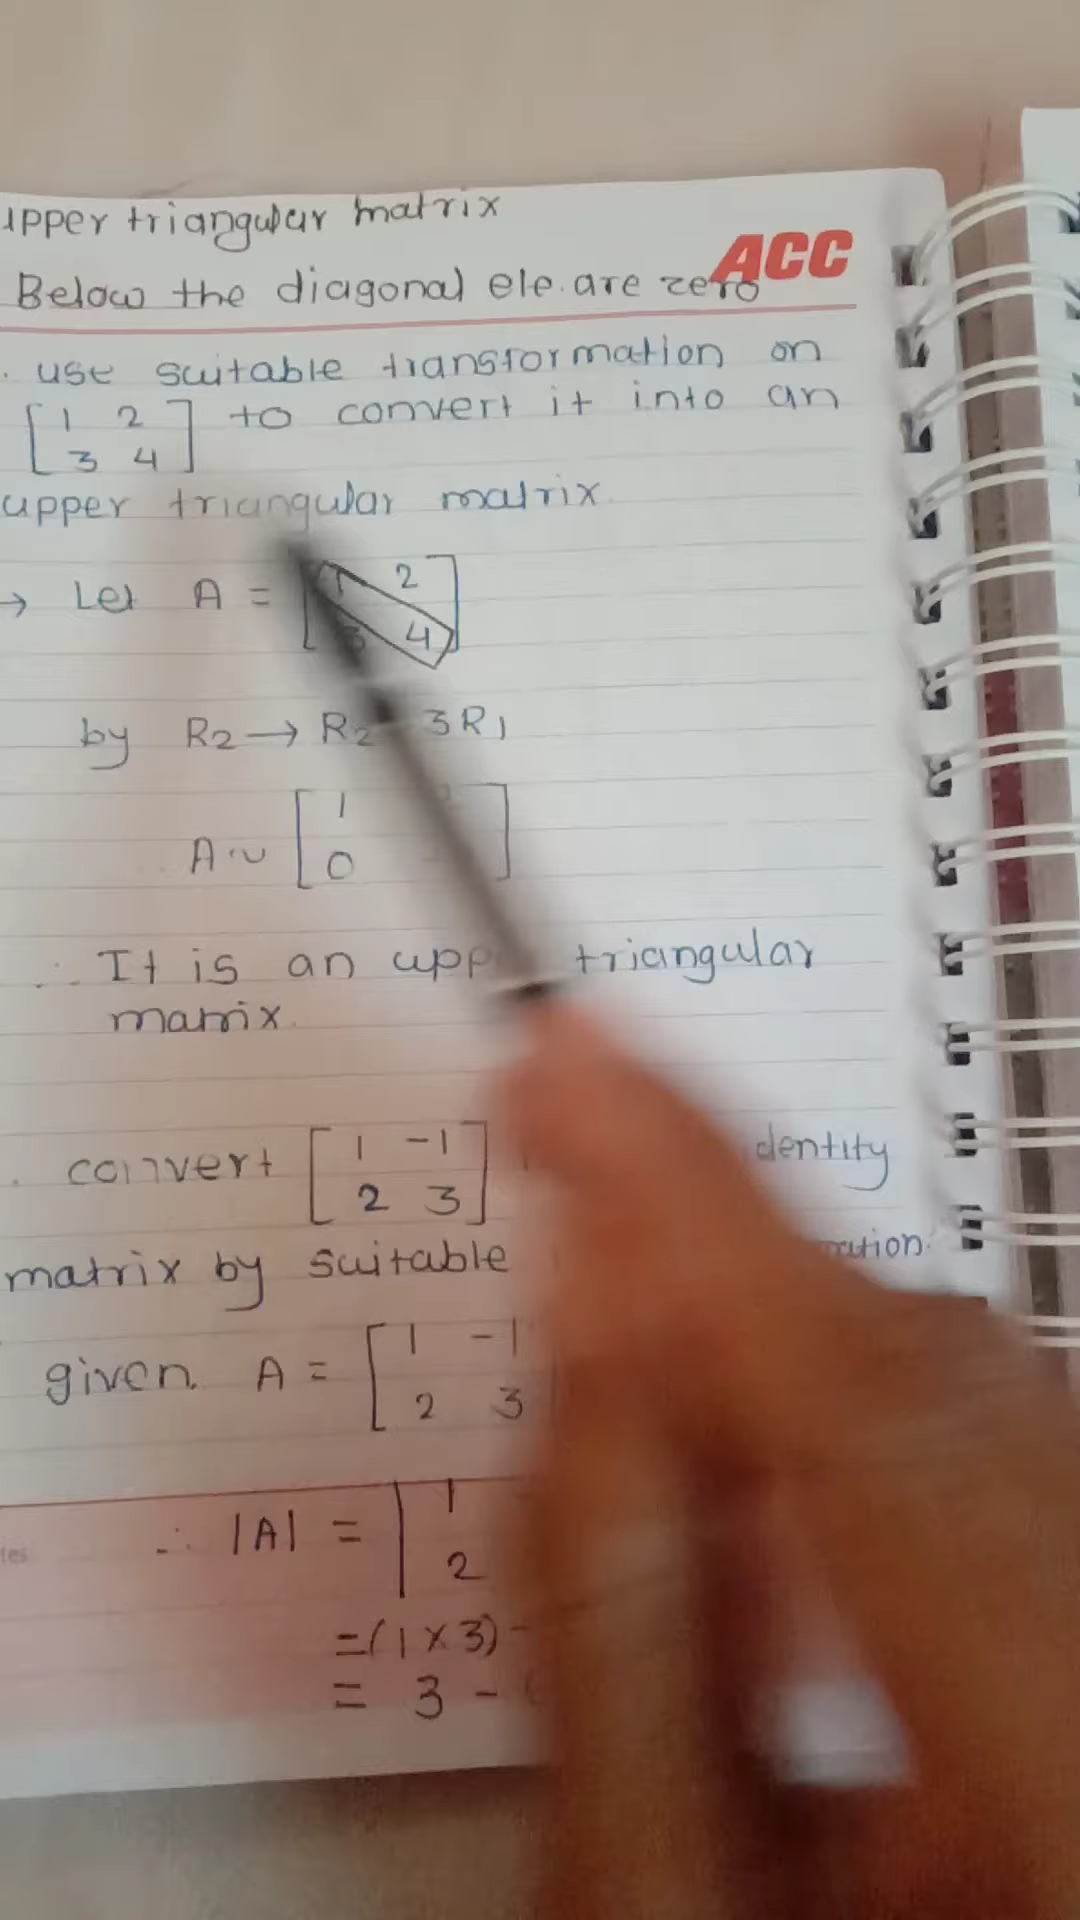 upper triangular matrix
ACC
Below the diagonal ele. are zero
use suitable transformation on
[1 2
3 4] to convert it into an
upper triangular matrix.
→ Let A = [1 2
3 4]
by R2 → R2 3R1
A ~ [1
0 ]
∴ It is an triangular
matrix.
convert [1 -1
2 3]
matrix by suitable
given A = [1 -1
2 3
∴ |A| = |1
2
= (1 × 3) -
= 3 -